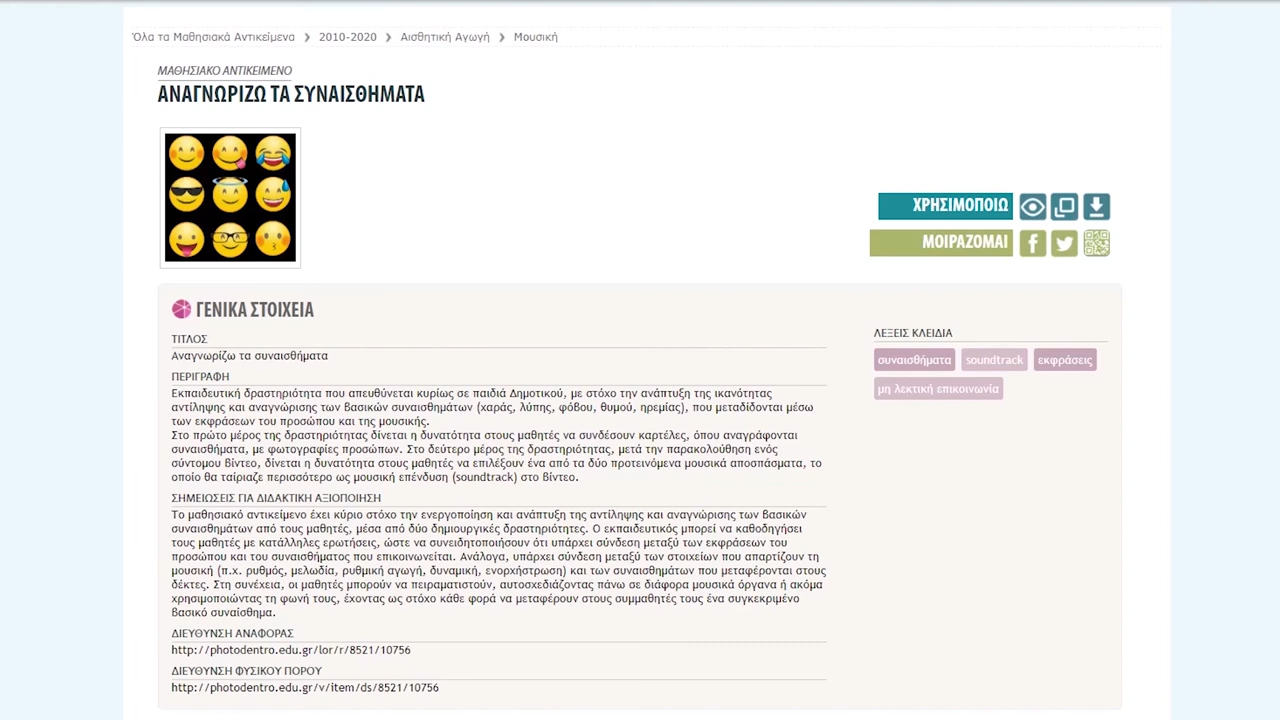 Όλα τα Μαθησιακά Αντικείμενα ❯ 2010-2020 ❯ Αισθητική Αγωγή ❯ Μουσική
ΜΑΘΗΣΙΑΚΟ ΑΝΤΙΚΕΙΜΕΝΟ
ΑΝΑΓΝΩΡΙΖΩ ΤΑ ΣΥΝΑΙΣΘΗΜΑΤΑ
ΧΡΗΣΙΜΟΠΟΙΩ
ΜΟΙΡΑΖΟΜΑΙ
ΓΕΝΙΚΑ ΣΤΟΙΧΕΙΑ
ΤΙΤΛΟΣ
Αναγνωρίζω τα συναισθήματα
ΠΕΡΙΓΡΑΦΗ
Εκπαιδευτική δραστηριότητα που απευθύνεται κυρίως σε παιδιά Δημοτικού, με στόχο την ανάπτυξη της ικανότητας
αντίληψης και αναγνώρισης των βασικών συναισθημάτων (χαράς, λύπης, φόβου, θυμού, ηρεμίας), που μεταδίδονται μέσω
των εκφράσεων του προσώπου και της μουσικής.
Στο πρώτο μέρος της δραστηριότητας δίνεται η δυνατότητα στους μαθητές να συνδέσουν καρτέλες, όπου αναγράφονται
συναισθήματα, με φωτογραφίες προσώπων. Στο δεύτερο μέρος της δραστηριότητας, μετά την παρακολούθηση ενός
σύντομου βίντεο, δίνεται η δυνατότητα στους μαθητές να επιλέξουν ένα από τα δύο προτεινόμενα μουσικά αποσπάσματα, το
οποίο θα ταίριαζε περισσότερο ως μουσική επένδυση (soundtrack) στο βίντεο.
ΣΗΜΕΙΩΣΕΙΣ ΓΙΑ ΔΙΔΑΚΤΙΚΗ ΑΞΙΟΠΟΙΗΣΗ
Το μαθησιακό αντικείμενο έχει κύριο στόχο την ενεργοποίηση και ανάπτυξη της αντίληψης και αναγνώρισης των βασικών
συναισθημάτων από τους μαθητές, μέσα από δύο δημιουργικές δραστηριότητες. Ο εκπαιδευτικός μπορεί να καθοδηγήσει
τους μαθητές με κατάλληλες ερωτήσεις, ώστε να συνειδητοποιήσουν ότι υπάρχει σύνδεση μεταξύ των εκφράσεων του
προσώπου και του συναισθήματος που επικοινωνείται. Ανάλογα, υπάρχει σύνδεση μεταξύ των στοιχείων που απαρτίζουν τη
μουσική (π.χ. ρυθμός, μελωδία, ρυθμική αγωγή, δυναμική, ενορχήστρωση) και των συναισθημάτων που μεταφέρονται στους
δέκτες. Στη συνέχεια, οι μαθητές μπορούν να πειραματιστούν, αυτοσχεδιάζοντας πάνω σε διάφορα μουσικά όργανα ή ακόμα
χρησιμοποιώντας τη φωνή τους, έχοντας ως στόχο κάθε φορά να μεταφέρουν στους συμμαθητές τους ένα συγκεκριμένο
βασικό συναίσθημα.
ΔΙΕΥΘΥΝΣΗ ΑΝΑΦΟΡΑΣ
http://photodentro.edu.gr/lor/r/8521/10756
ΔΙΕΥΘΥΝΣΗ ΦΥΣΙΚΟΥ ΠΟΡΟΥ
http://photodentro.edu.gr/v/item/ds/8521/10756
ΛΕΞΕΙΣ ΚΛΕΙΔΙΑ
συναισθήματα soundtrack εκφράσεις
μη λεκτική επικοινωνία